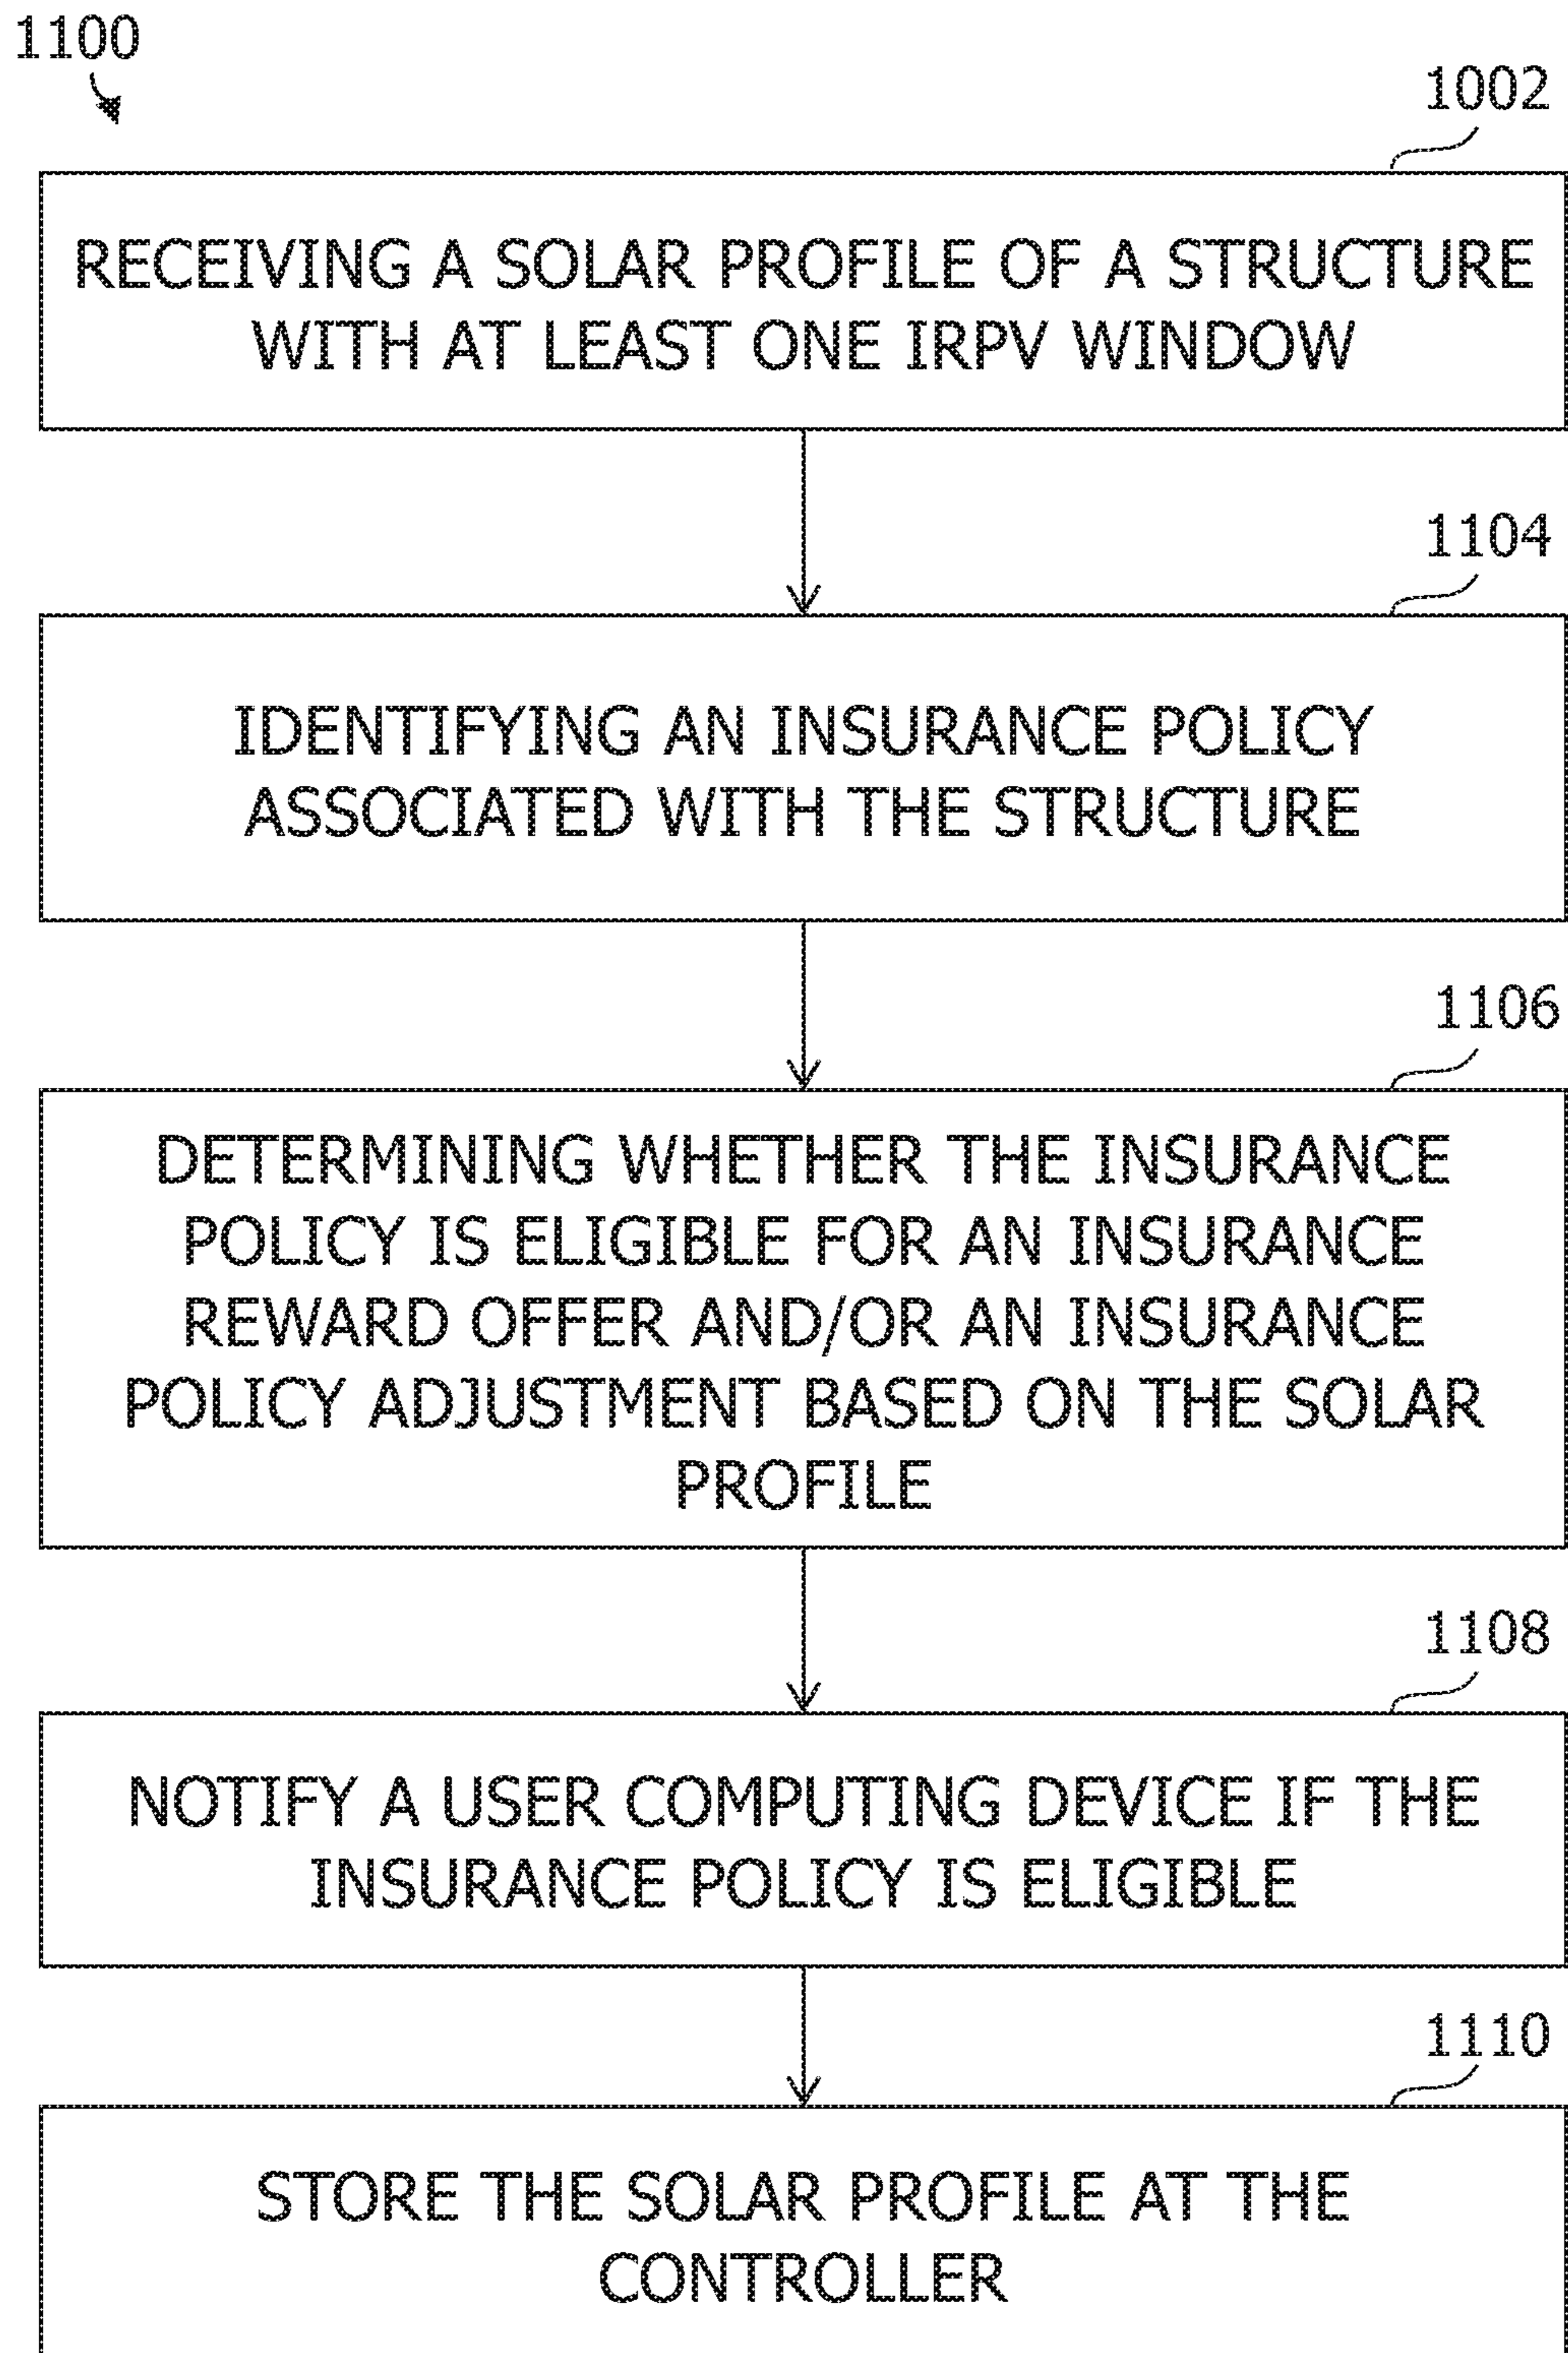 1100
1002
RECEIVING A SOLAR PROFILE OF A STRUCTURE
WITH AT LEAST ONE IRPV WINDOW
1104
IDENTIFYING AN INSURANCE POLICY
ASSOCIATED WITH THE STRUCTURE
1106
DETERMINING WHETHER THE INSURANCE
POLICY IS ELIGIBLE FOR AN INSURANCE
REWARD OFFER AND/OR AN INSURANCE
POLICY ADJUSTMENT BASED ON THE SOLAR
PROFILE
1108
NOTIFY A USER COMPUTING DEVICE IF THE
INSURANCE POLICY IS ELIGIBLE
1110
STORE THE SOLAR PROFILE AT THE
CONTROLLER